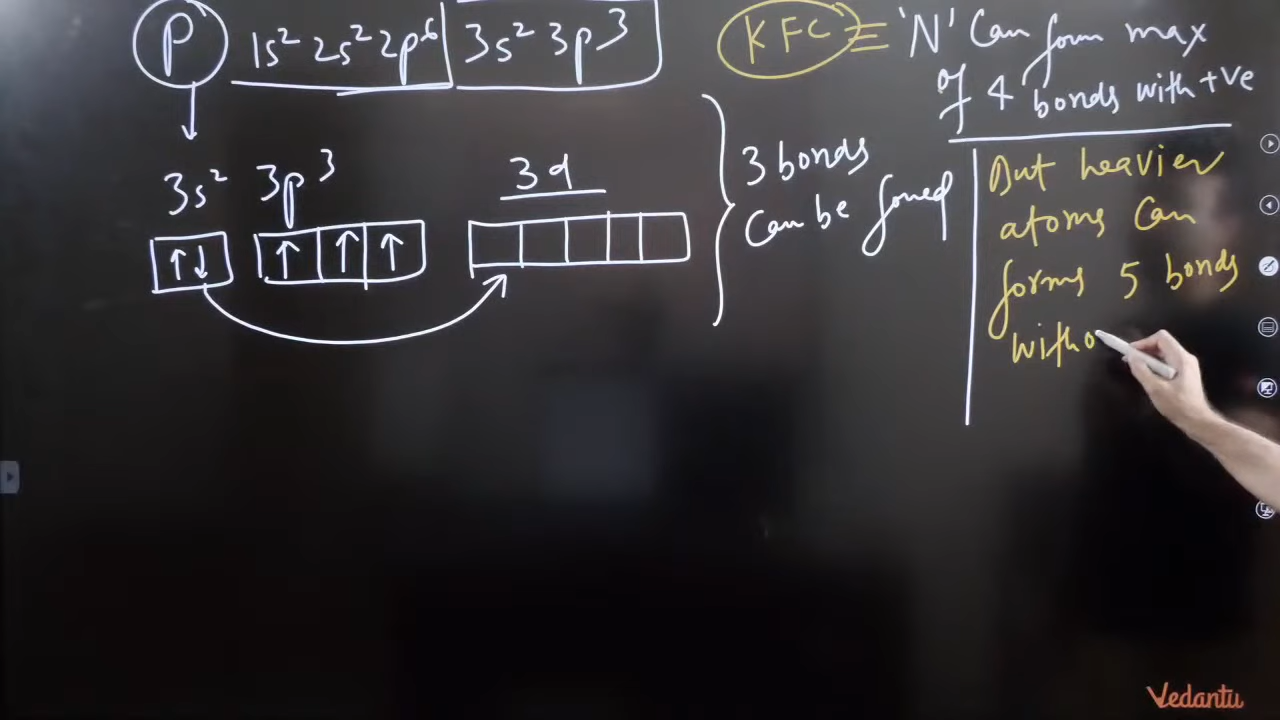 P 1s² 2s² 2p⁶ 3s² 3p³
3s² 3p³ 3d
3 bonds
Can be fomed
KFC ≡ 'N' Can form max
of 4 bonds with +ve
But heavier
atoms can
forms 5 bonds
witho
Vedantu